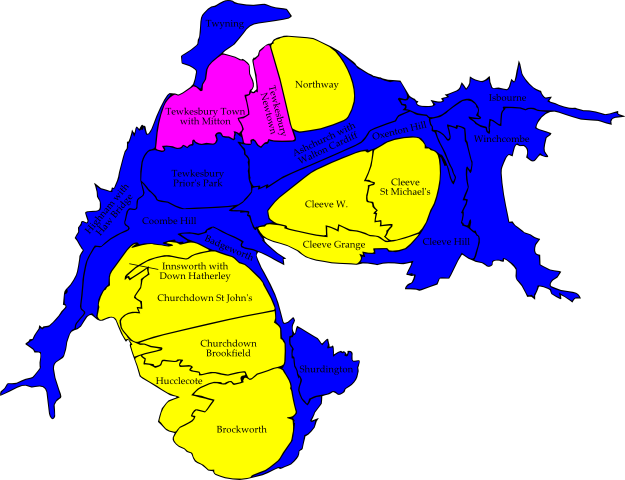 Twyning
Northway
Tewkesbury Town
with Mitton
Tewkesbury
Newtown
Ashchurch with
Walton Cardiff
Oxenton Hill
Isbourne
Winchcombe
Tewkesbury
Prior's Park
Cleeve
St Michael's
Cleeve W.
Highnam with
Haw Bridge
Coombe Hill
Cleeve Grange
Cleeve Hill
Badgeworth
Innsworth with
Down Hatherley
Churchdown St John's
Churchdown
Brookfield
Shurdington
Hucclecote
Brockworth